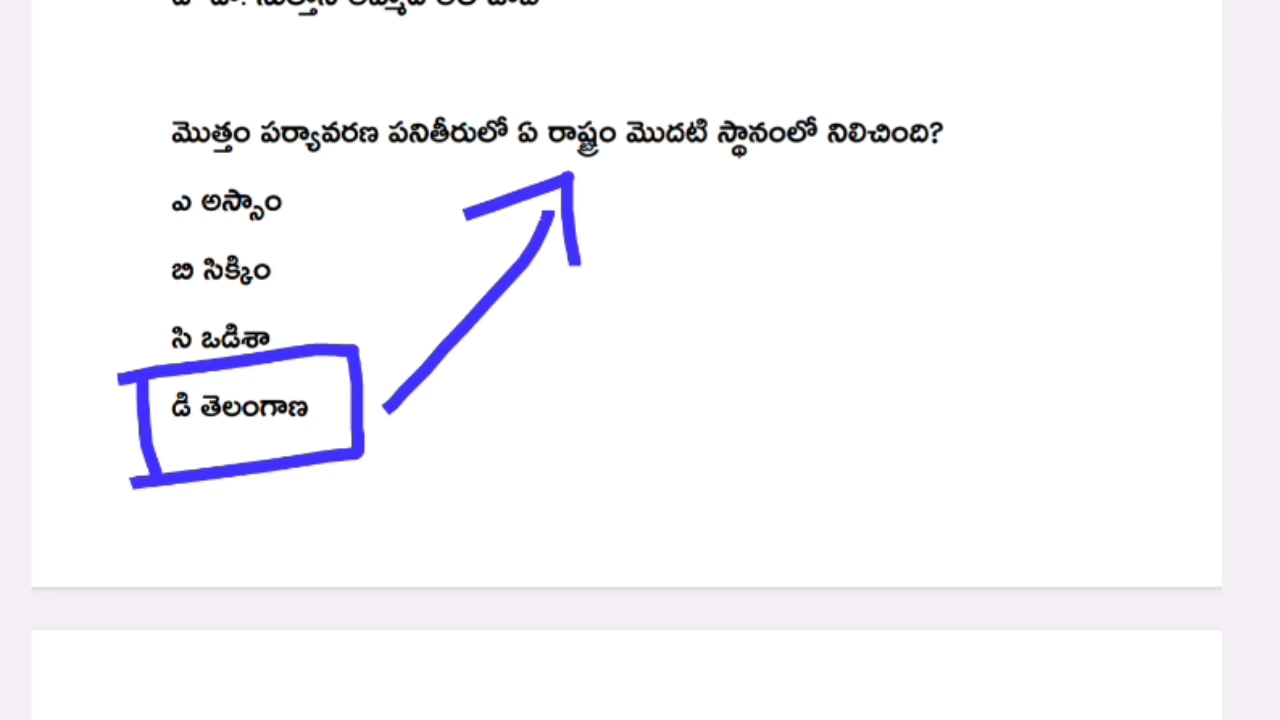 మొత్తం పర్యావరణ పనితీరులో ఏ రాష్ట్రం మొదటి స్థానంలో నిలిచింది?
ఎ అస్సాం
బి సిక్కిం
సి ఒడిశా
డి తెలంగాణ